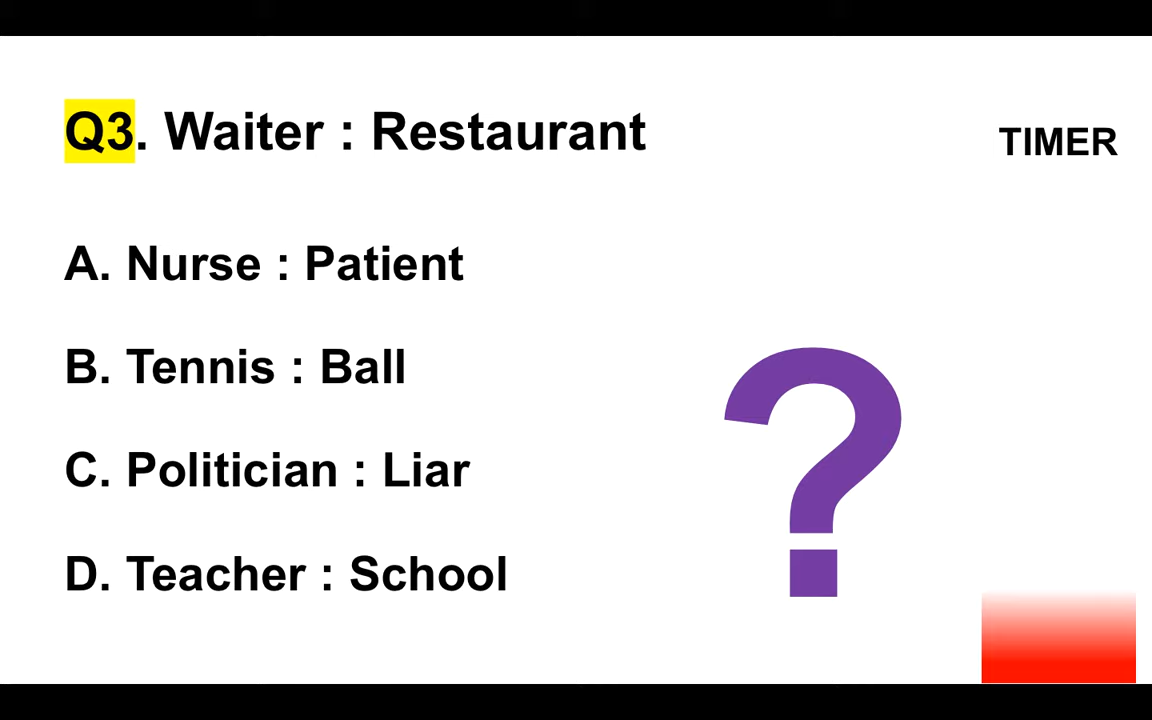 Q3. Waiter : Restaurant
TIMER
A. Nurse : Patient
B. Tennis : Ball
C. Politician : Liar
D. Teacher : School
?